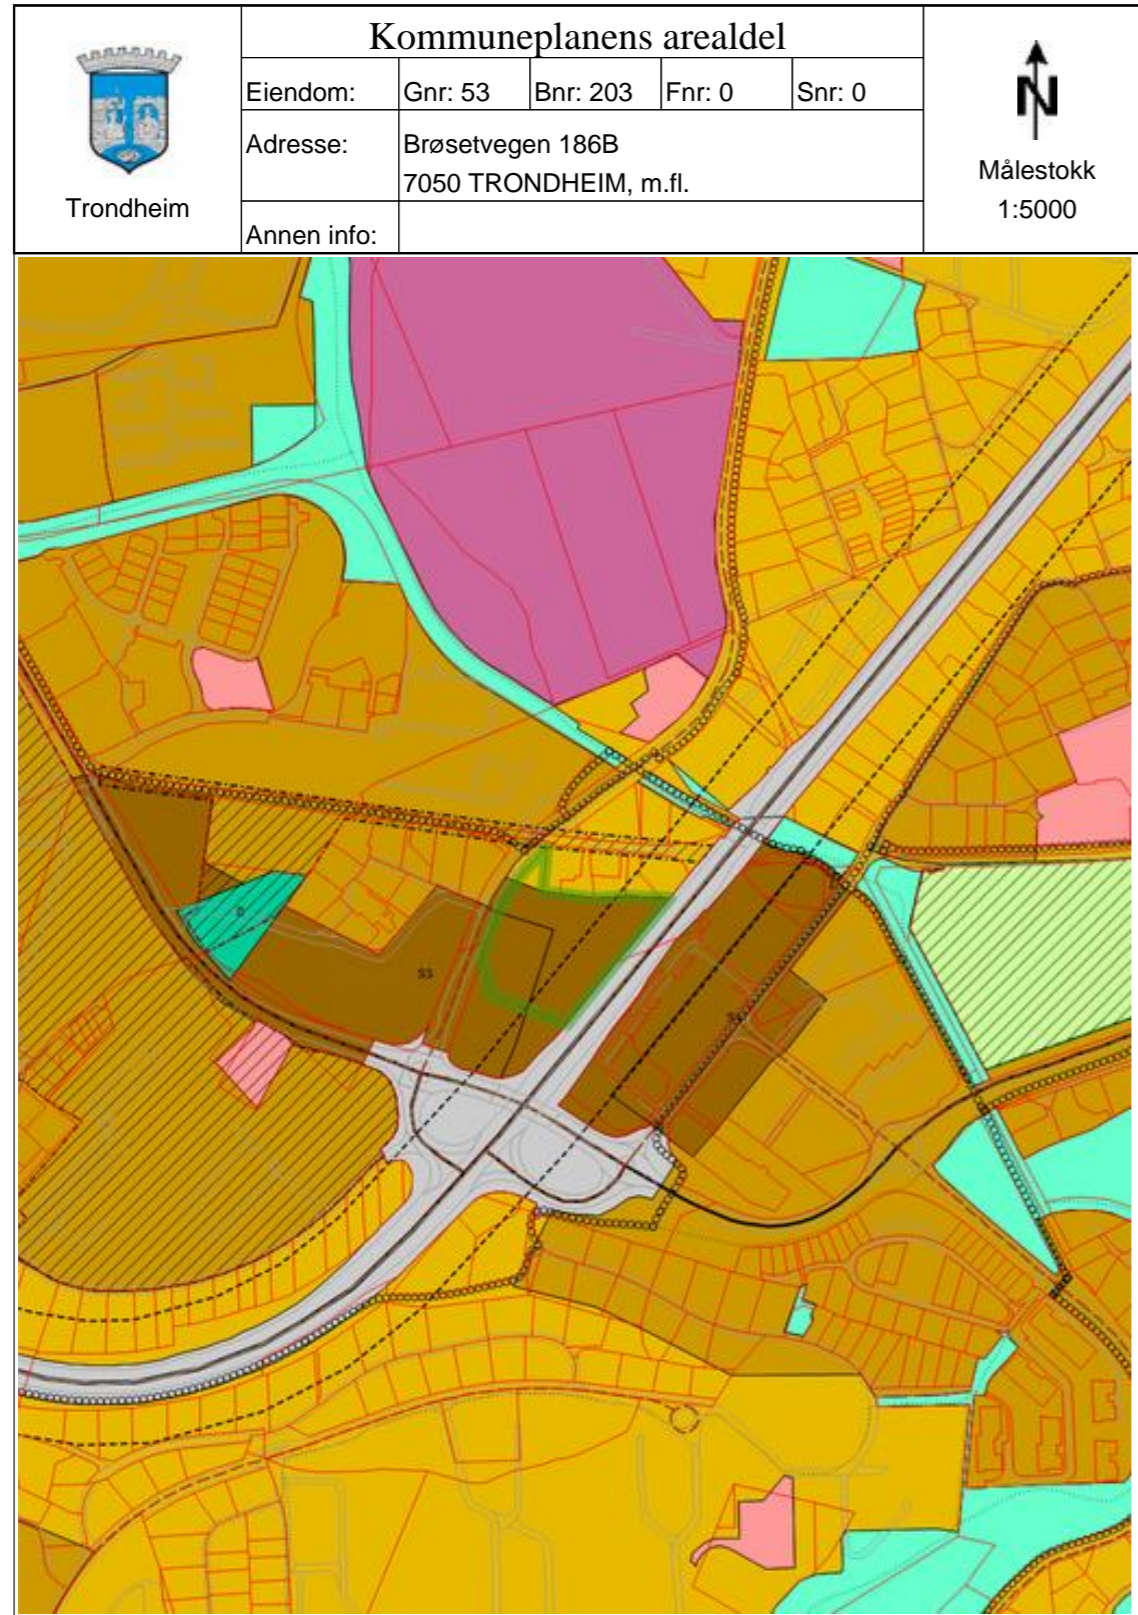 Kommuneplanens arealdel
Eiendom: Gnr: 53 Bnr: 203 Fnr: 0 Snr: 0
Adresse: Brøsetvegen 186B
7050 TRONDHEIM, m.fl.
Annen info:
Trondheim
N
Målestokk
1:5000
S3